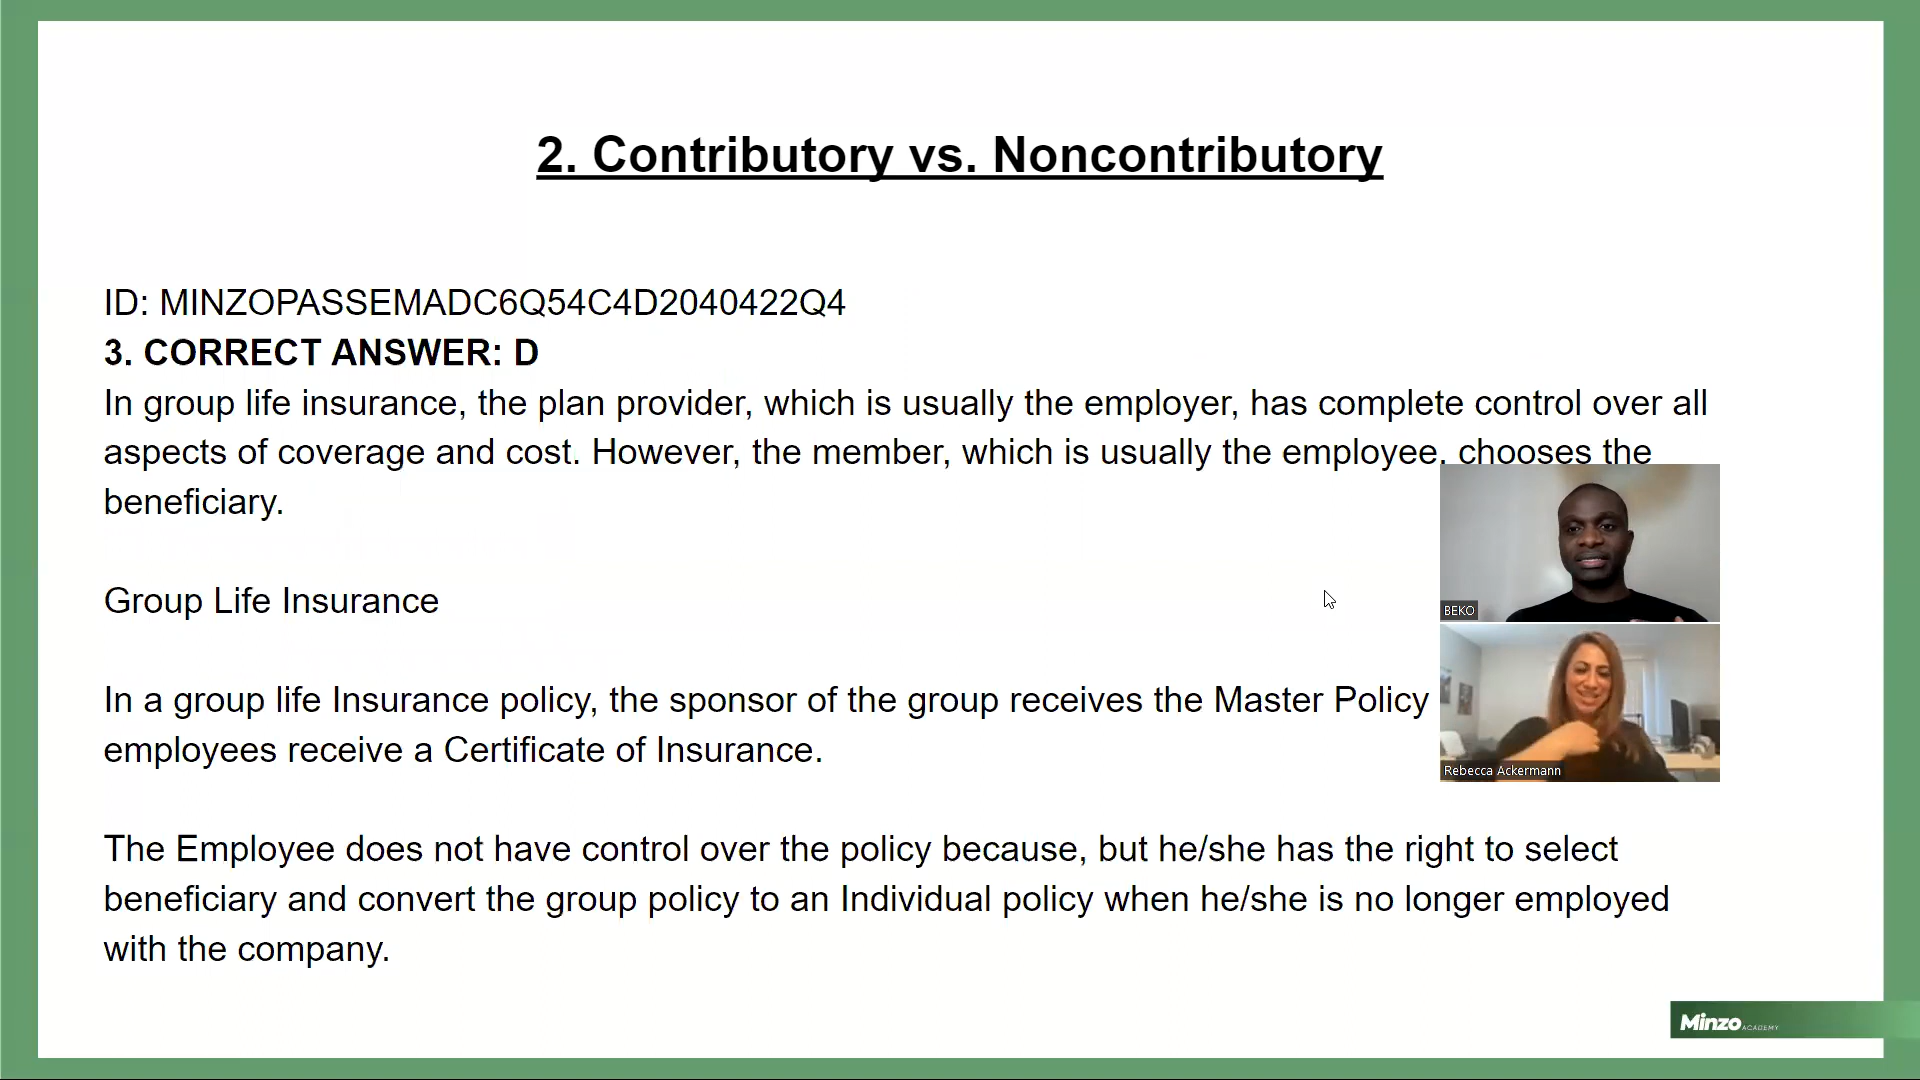 2. Contributory vs. Noncontributory
ID: MINZOPASSEMADC6Q54C4D2040422Q4
3. CORRECT ANSWER: D
In group life insurance, the plan provider, which is usually the employer, has complete control over all
aspects of coverage and cost. However, the member, which is usually the employee, chooses the
beneficiary.
Group Life Insurance
In a group life Insurance policy, the sponsor of the group receives the Master Policy
employees receive a Certificate of Insurance.
The Employee does not have control over the policy because, but he/she has the right to select
beneficiary and convert the group policy to an Individual policy when he/she is no longer employed
with the company.
BEKO
Rebecca Ackermann
Minzo ACADEMY